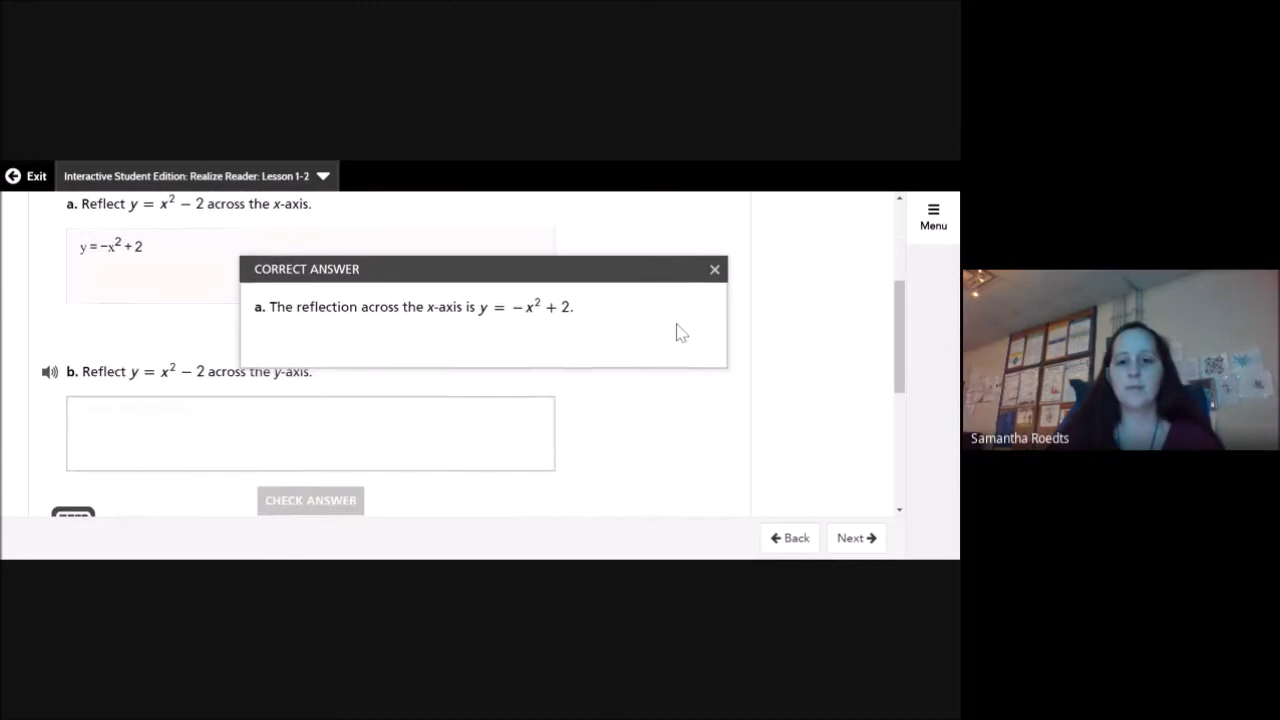 Exit
Interactive Student Edition: Realize Reader: Lesson 1-2
a. Reflect y = x² − 2 across the x-axis.
Menu
y = −x² + 2
CORRECT ANSWER
a. The reflection across the x-axis is y = −x² + 2.
b. Reflect y = x² − 2 across the y-axis.
Samantha Roedts
CHECK ANSWER
Back
Next